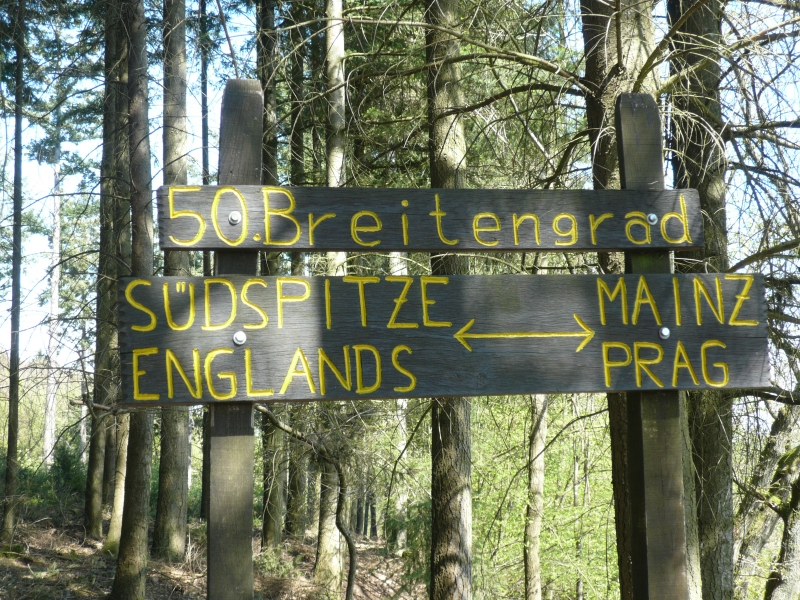 50. Breitengrad
SÜDSPITZE ENGLANDS ↔ MAINZ PRAG